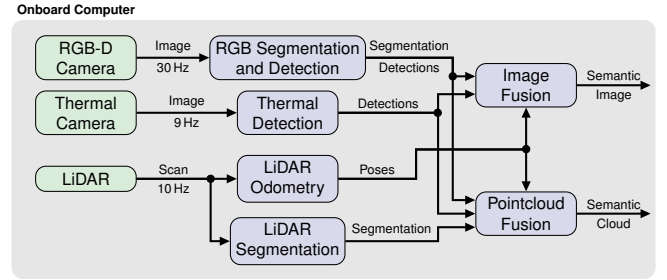 Onboard Computer
RGB-D
Camera
Image
30 Hz
RGB Segmentation
and Detection
Segmentation
Detections
Image
Fusion
Semantic
Image
Thermal
Camera
Image
9 Hz
Thermal
Detection
Detections
LiDAR
Scan
10 Hz
LiDAR
Odometry
Poses
Pointcloud
Fusion
Semantic
Cloud
LiDAR
Segmentation
Segmentation